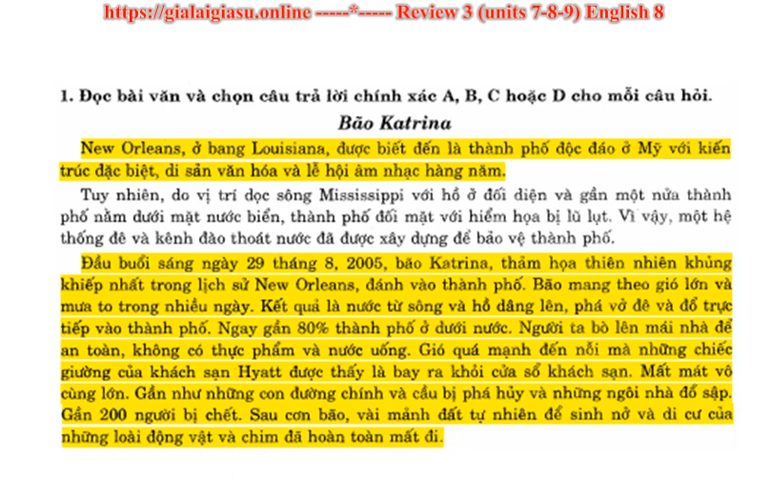 https://gialaigiasu.online -----*----- Review 3 (units 7-8-9) English 8
1. Đọc bài văn và chọn câu trả lời chính xác A, B, C hoặc D cho mỗi câu hỏi.
Bão Katrina
New Orleans, ở bang Louisiana, được biết đến là thành phố độc đáo ở Mỹ với kiến
trúc đặc biệt, di sản văn hóa và lễ hội âm nhạc hàng năm.
Tuy nhiên, do vị trí dọc sông Mississippi với hồ ở đối diện và gần một nửa thành
phố nằm dưới mặt nước biển, thành phố đối mặt với hiểm họa bị lũ lụt. Vì vậy, một hệ
thống đê và kênh đào thoát nước đã được xây dựng để bảo vệ thành phố.
Đầu buổi sáng ngày 29 tháng 8, 2005, bão Katrina, thảm họa thiên nhiên khủng
khiếp nhất trong lịch sử New Orleans, đánh vào thành phố. Bão mang theo gió lớn và
mưa to trong nhiều ngày. Kết quả là nước từ sông và hồ dâng lên, phá vỡ đê và đổ trực
tiếp vào thành phố. Ngay gần 80% thành phố ở dưới nước. Người ta bò lên mái nhà để
an toàn, không có thực phẩm và nước uống. Gió quá mạnh đến nỗi mà những chiếc
giường của khách sạn Hyatt được thấy là bay ra khỏi cửa sổ khách sạn. Mất mát vô
cùng lớn. Gần như những con đường chính và cầu bị phá hủy và những ngôi nhà đổ sập.
Gần 200 người bị chết. Sau cơn bão, vài mảnh đất tự nhiên để sinh nở và di cư của
những loài động vật và chim đã hoàn toàn mất đi.